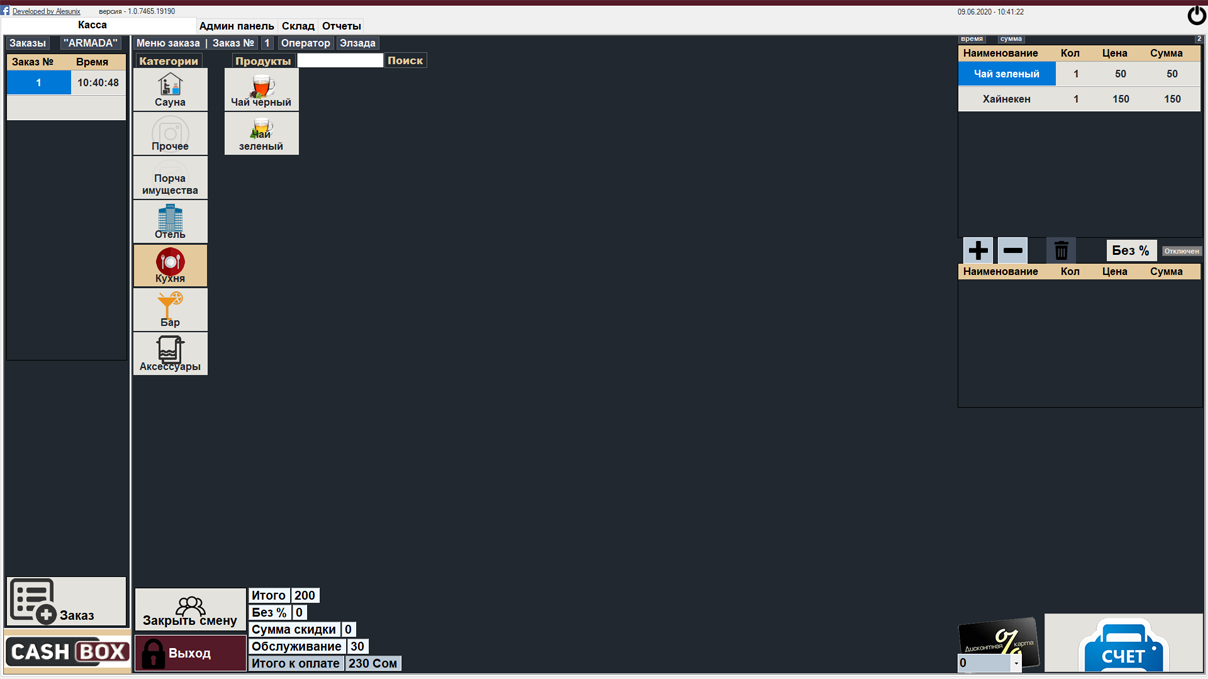 Developed by Alesunix версия - 1.0.7465.19190 09.06.2020 - 10:41:22
Касса Админ панель Склад Отчеты
Заказы "ARMADA" Меню заказа | Заказ № 1 Оператор Элзада
время сумма 2
Заказ № Время
1 10:40:48
Категории
Сауна
Прочее
Порча имущества
Отель
Кухня
Бар
Аксессуары
Продукты Поиск
Чай черный
Чай зеленый
Наименование Кол Цена Сумма
Чай зеленый 1 50 50
Хайнекен 1 150 150
Без % Отключен
Наименование Кол Цена Сумма
Заказ
CASH BOX
Закрыть смену
Выход
Итого 200
Без % 0
Сумма скидки 0
Обслуживание 30
Итого к оплате 230 Сом
Дисконтная карта
%
0
СЧЕТ